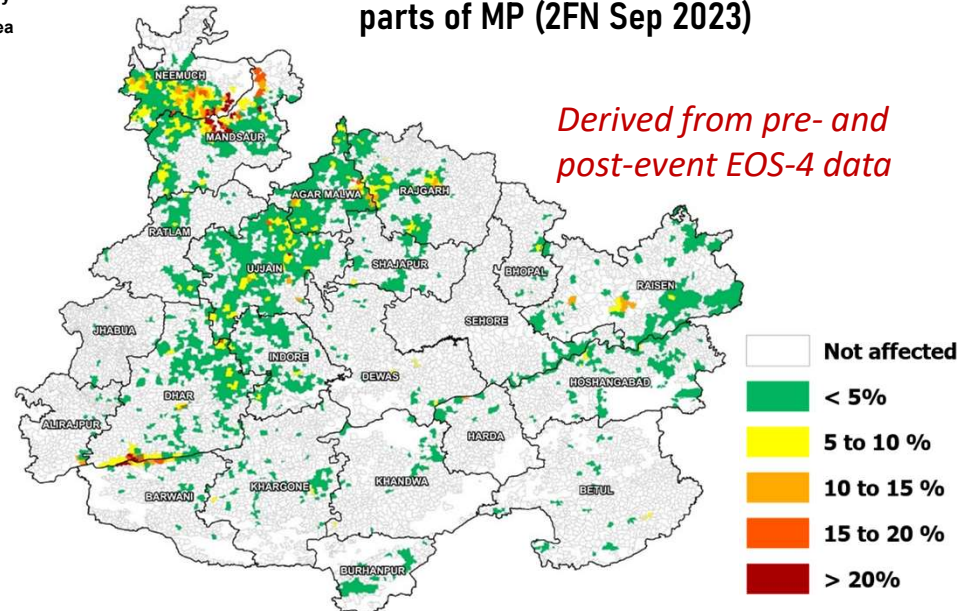 y
ea
parts of MP (2FN Sep 2023)
Derived from pre- and
post-event EOS-4 data
NEEMUCH
MANDSAUR
AGAR MALWA
RAJGARH
RATLAM
UJJAIN
SHAJAPUR
BHOPAL
RAISEN
JHABUA
SEHORE
INDORE
DEWAS
HOSHANGABAD
DHAR
ALIRAJPUR
HARDA
BARWANI
KHARGONE
KHANDWA
BETUL
BURHANPUR
Not affected
< 5%
5 to 10 %
10 to 15 %
15 to 20 %
> 20%